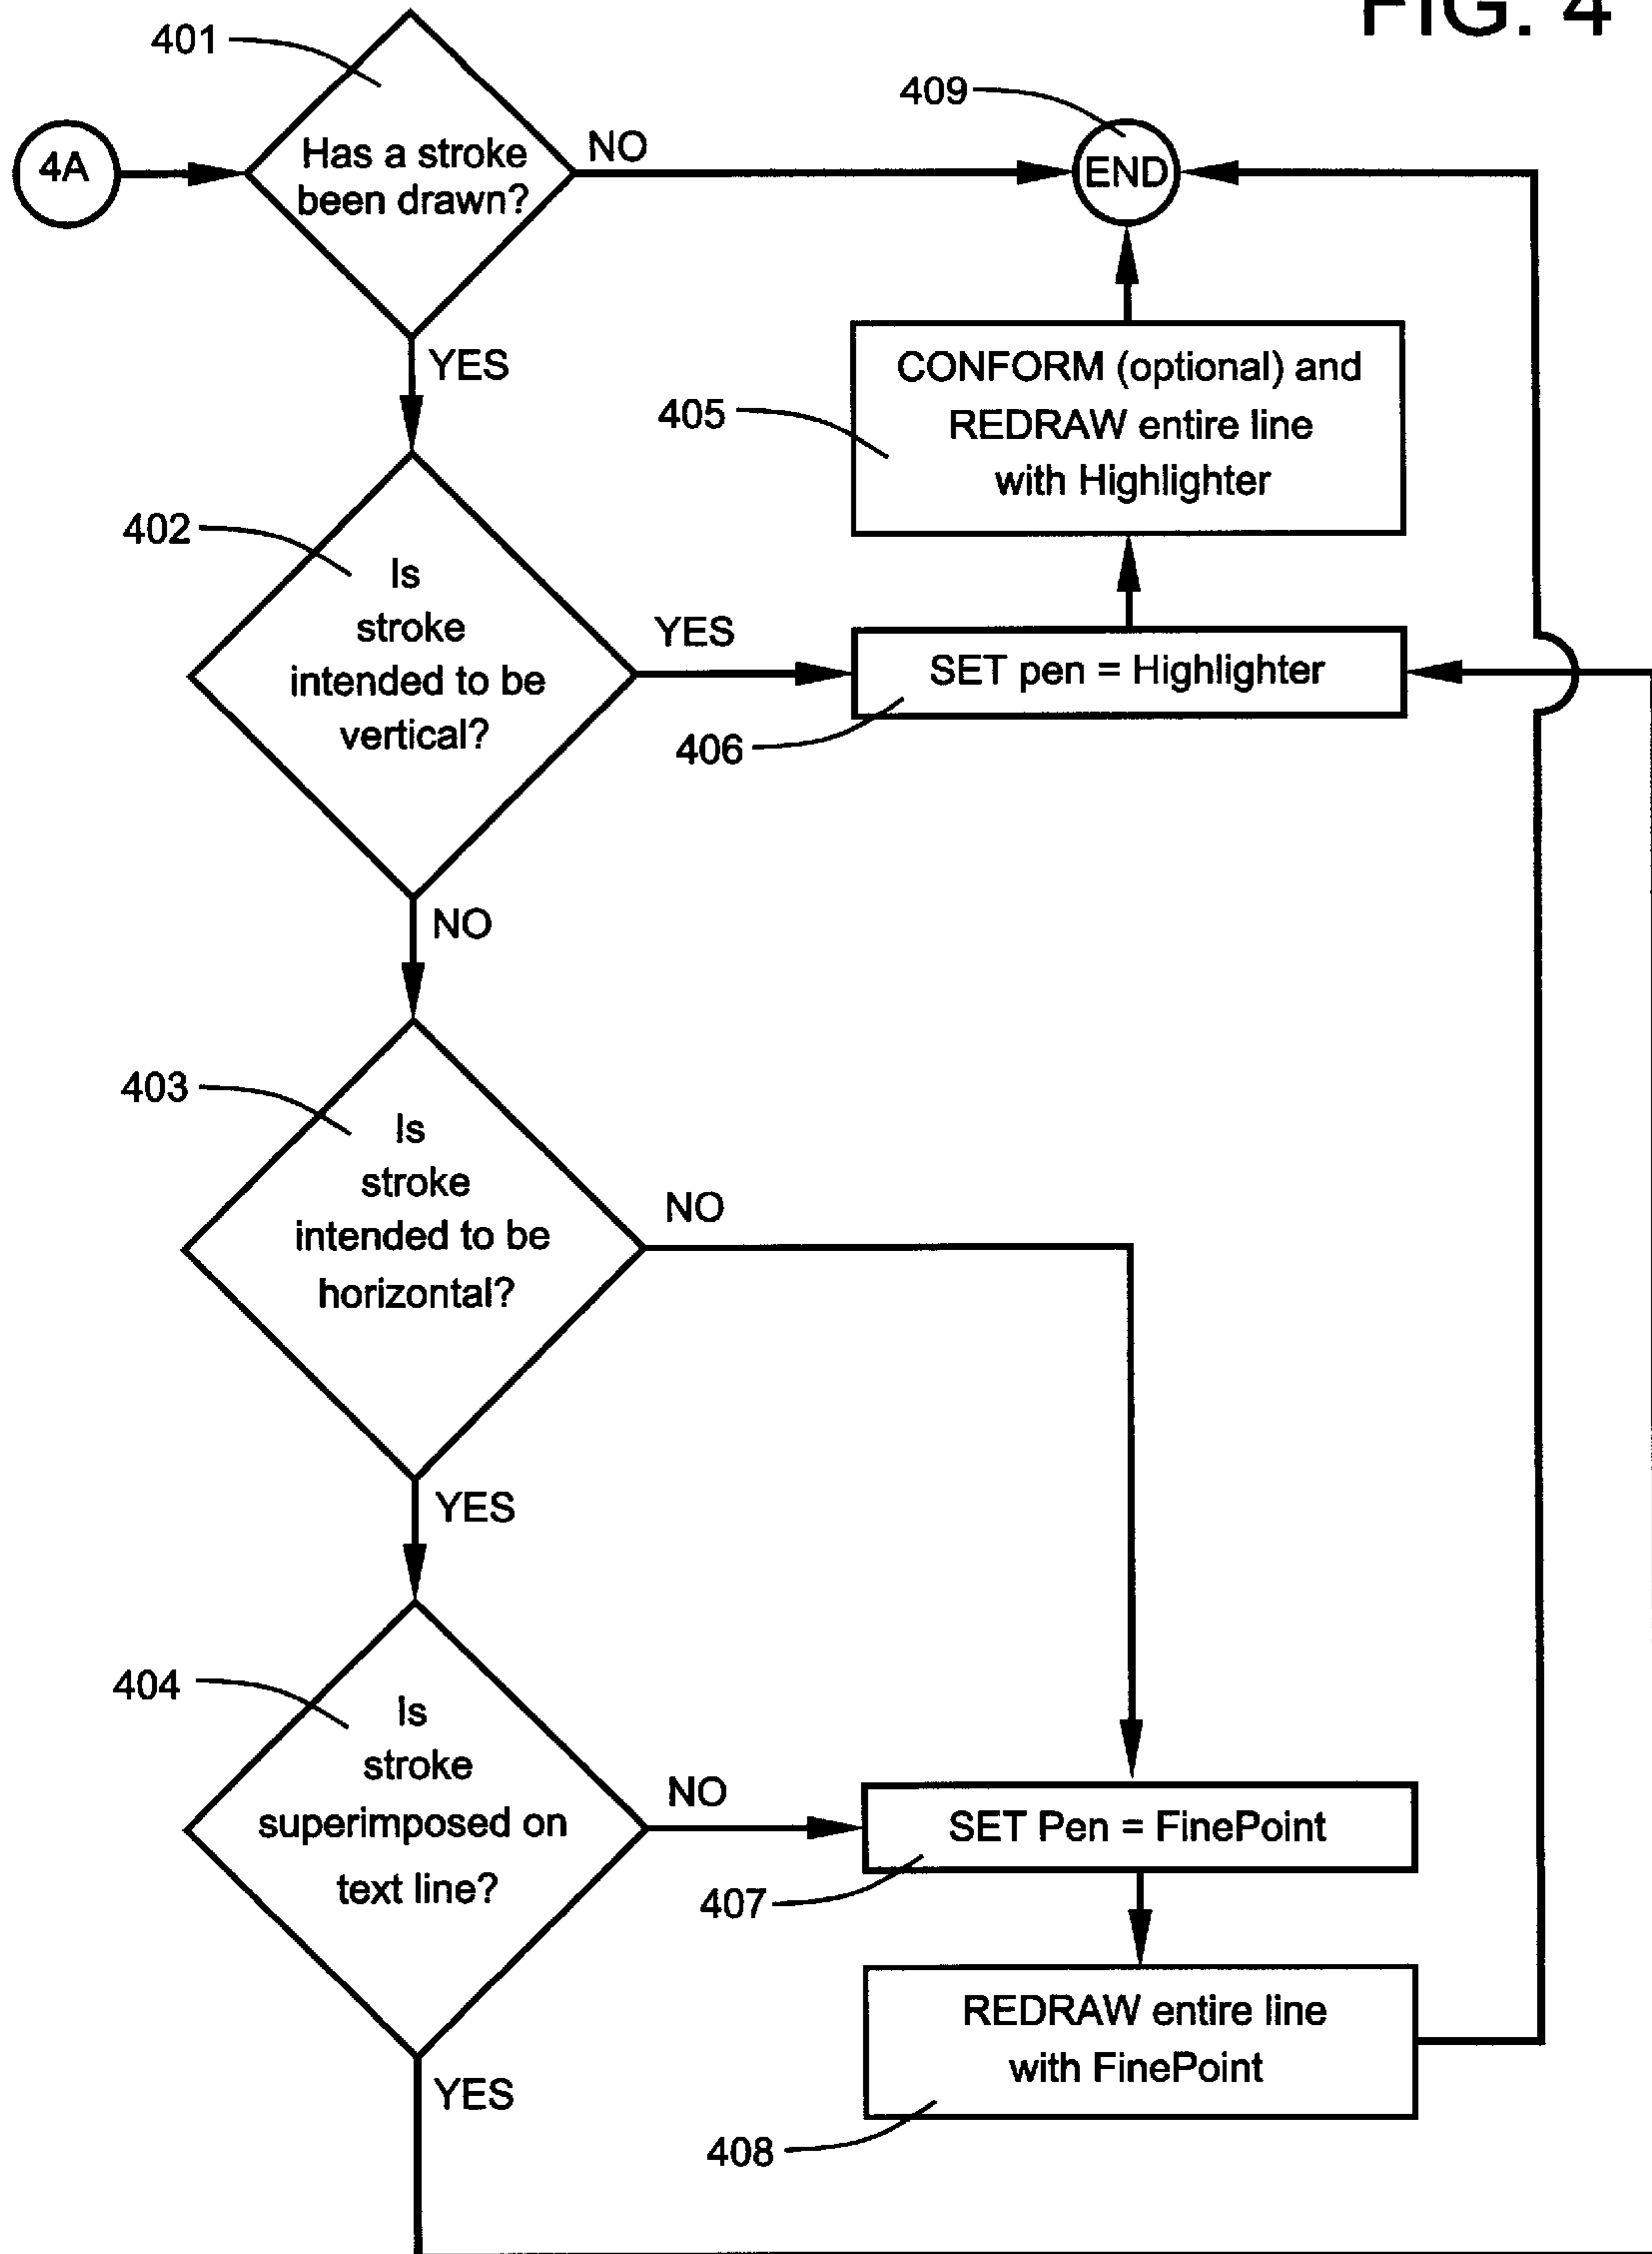 FIG. 4
401
4A
Has a stroke
been drawn?
NO
409
END
YES
CONFORM (optional) and
REDRAW entire line
with Highlighter
405
402
Is
stroke
intended to be
vertical?
YES
SET pen = Highlighter
406
NO
403
Is
stroke
intended to be
horizontal?
NO
YES
404
Is
stroke
superimposed on
text line?
NO
SET Pen = FinePoint
407
REDRAW entire line
with FinePoint
YES
408